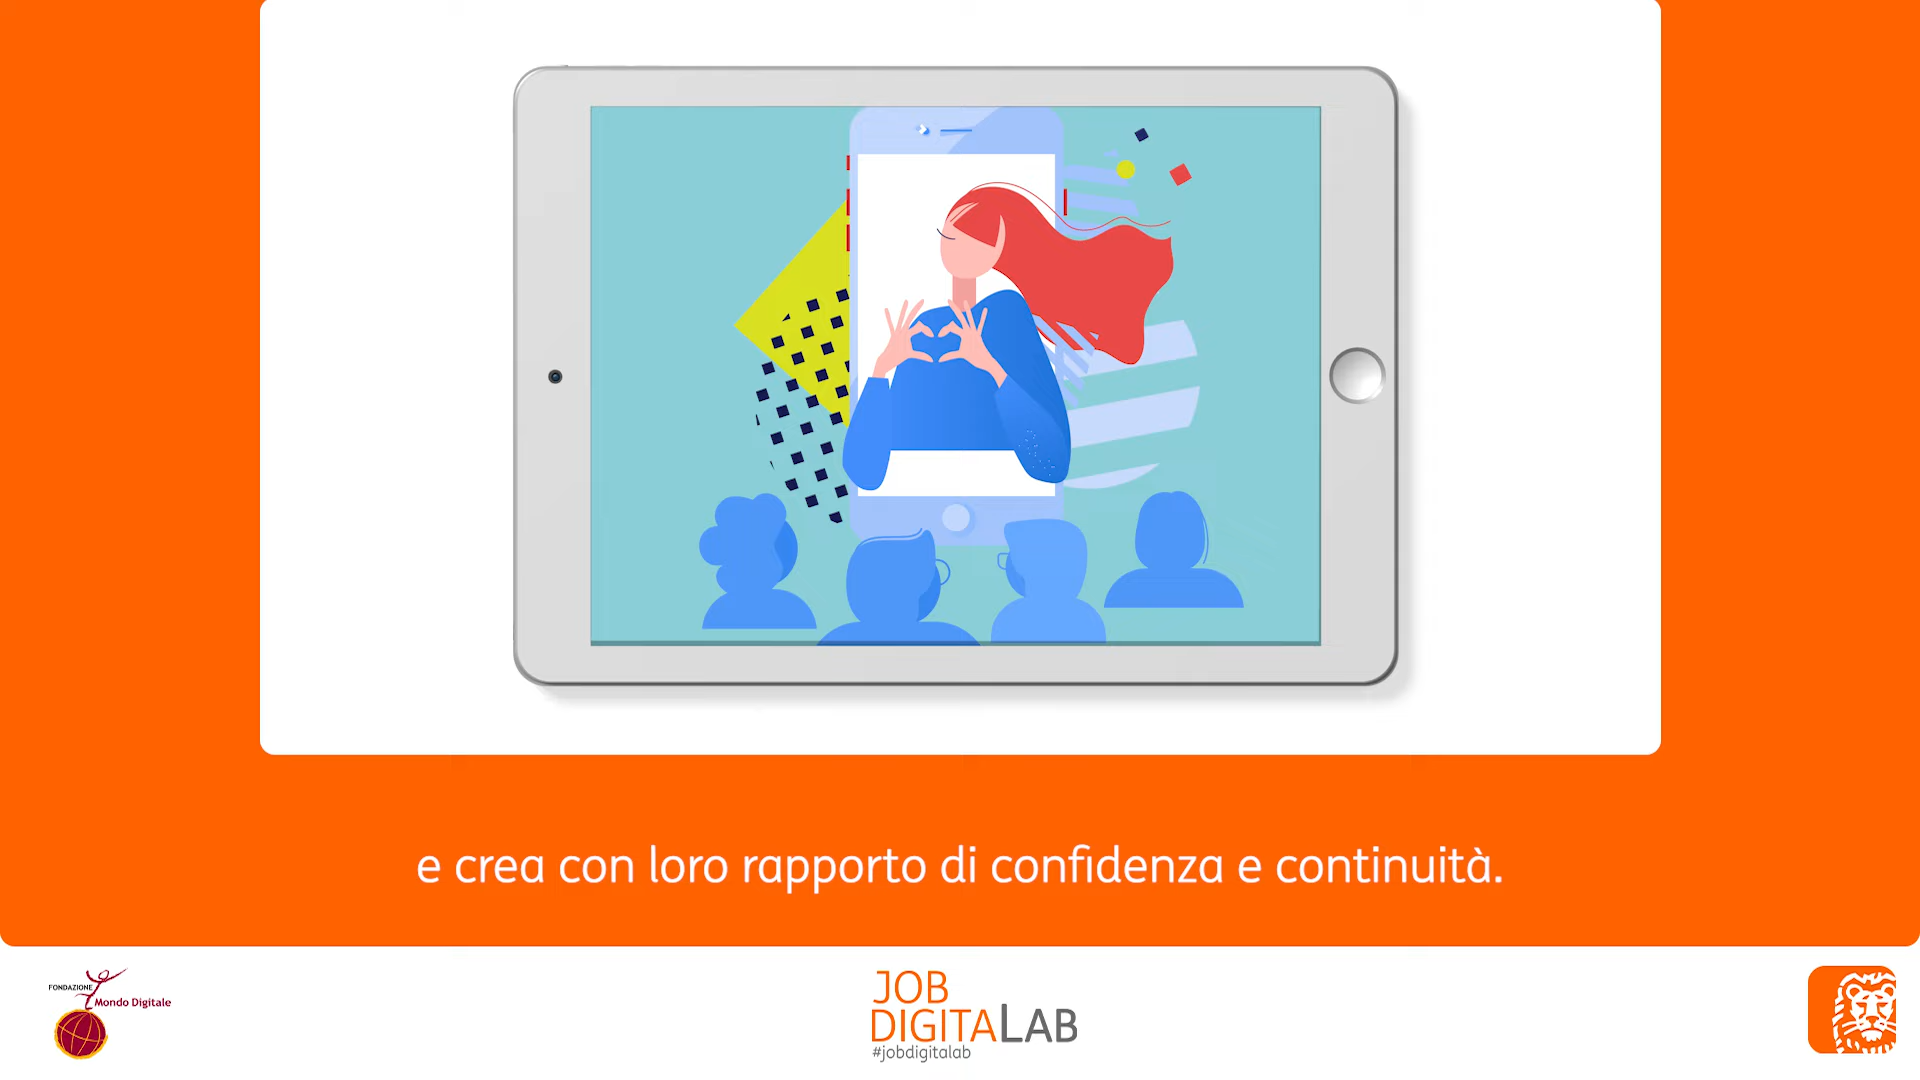 e crea con loro rapporto di confidenza e continuità.
FONDAZIONE
Mondo Digitale
JOB
DIGITALAB
#jobdigitalab